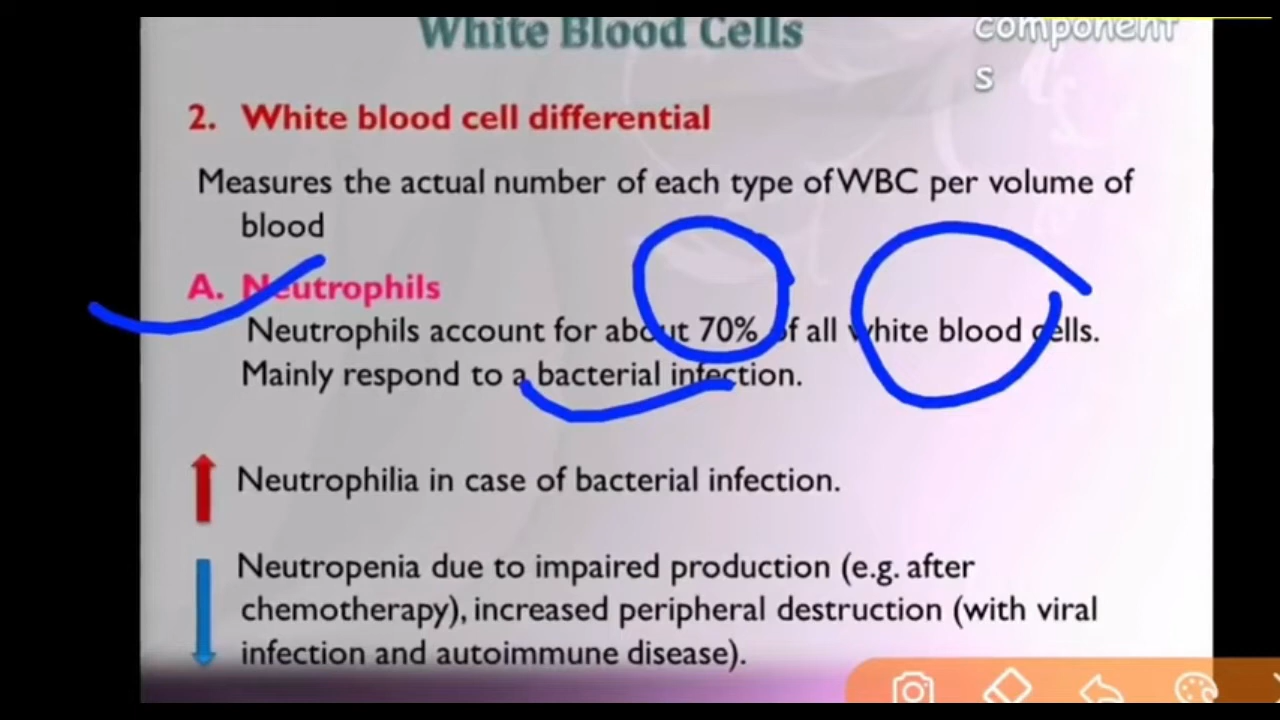 White Blood Cells
component
s
2. White blood cell differential
Measures the actual number of each type of WBC per volume of
blood
A. Neutrophils
Neutrophils account for about 70% of all white blood cells.
Mainly respond to a bacterial infection.
Neutrophilia in case of bacterial infection.
Neutropenia due to impaired production (e.g. after
chemotherapy), increased peripheral destruction (with viral
infection and autoimmune disease).